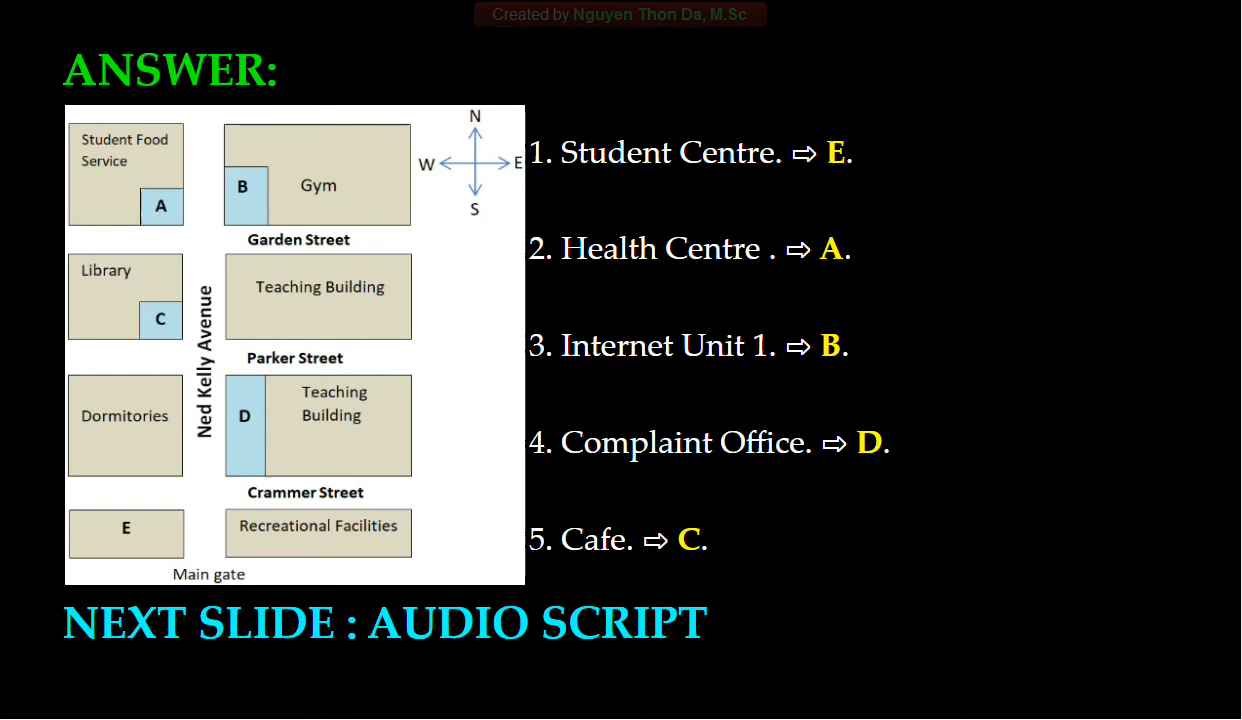 Created by Nguyen Thon Da, M.Sc
ANSWER:
Student Food
Service
A
B
Gym
N
W
E
S
Garden Street
Library
C
Teaching Building
Ned Kelly Avenue
Parker Street
Dormitories
D
Teaching
Building
Crammer Street
E
Recreational Facilities
Main gate
1. Student Centre. ⇨ E.
2. Health Centre . ⇨ A.
3. Internet Unit 1. ⇨ B.
4. Complaint Office. ⇨ D.
5. Cafe. ⇨ C.
NEXT SLIDE : AUDIO SCRIPT